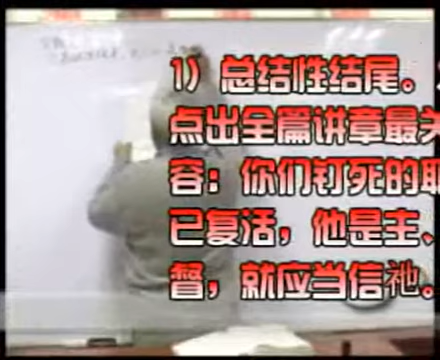 1）总结性结尾。
点出全篇讲章最关
容：你们钉死的耶
已复活，他是主、
督，就应当信祂。